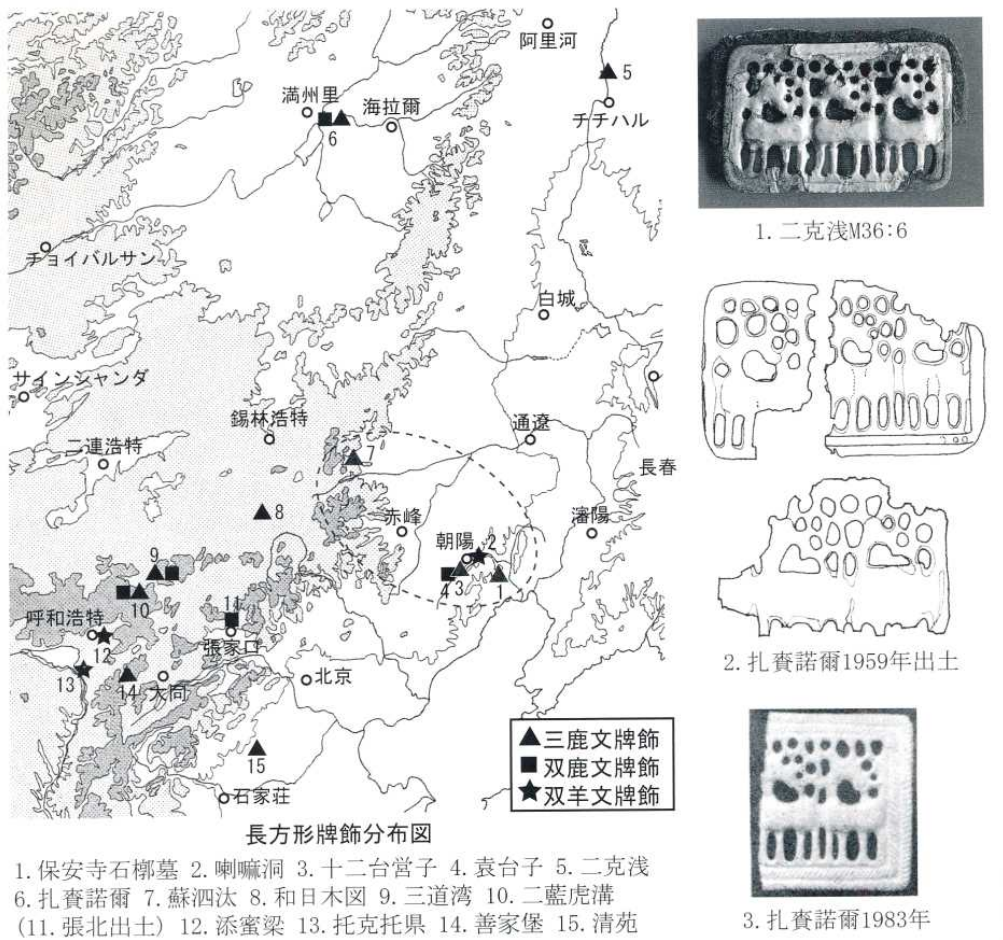 阿里河
5
満州里
海拉爾
チチハル
6
チョイバルサン
白城
サインシャンダ
錫林浩特
二連浩特
通遼
7
長春
8
赤峰
瀋陽
朝陽
2
4
3
1
9
10
呼和浩特
11
張家口
12
13
14
大同
北京
15
石家荘
▲三鹿文牌飾
■双鹿文牌飾
★双羊文牌飾
長方形牌飾分布図
1.保安寺石槨墓 2.喇嘛洞 3.十二台営子 4.袁台子 5.二克浅
6.扎賚諾爾 7.蘇泗汰 8.和日木図 9.三道湾 10.二藍虎溝
(11.張北出土) 12.添蜜梁 13.托克托県 14.善家堡 15.清苑
1.二克浅M36:6
2.扎賚諾爾1959年出土
3.扎賚諾爾1983年